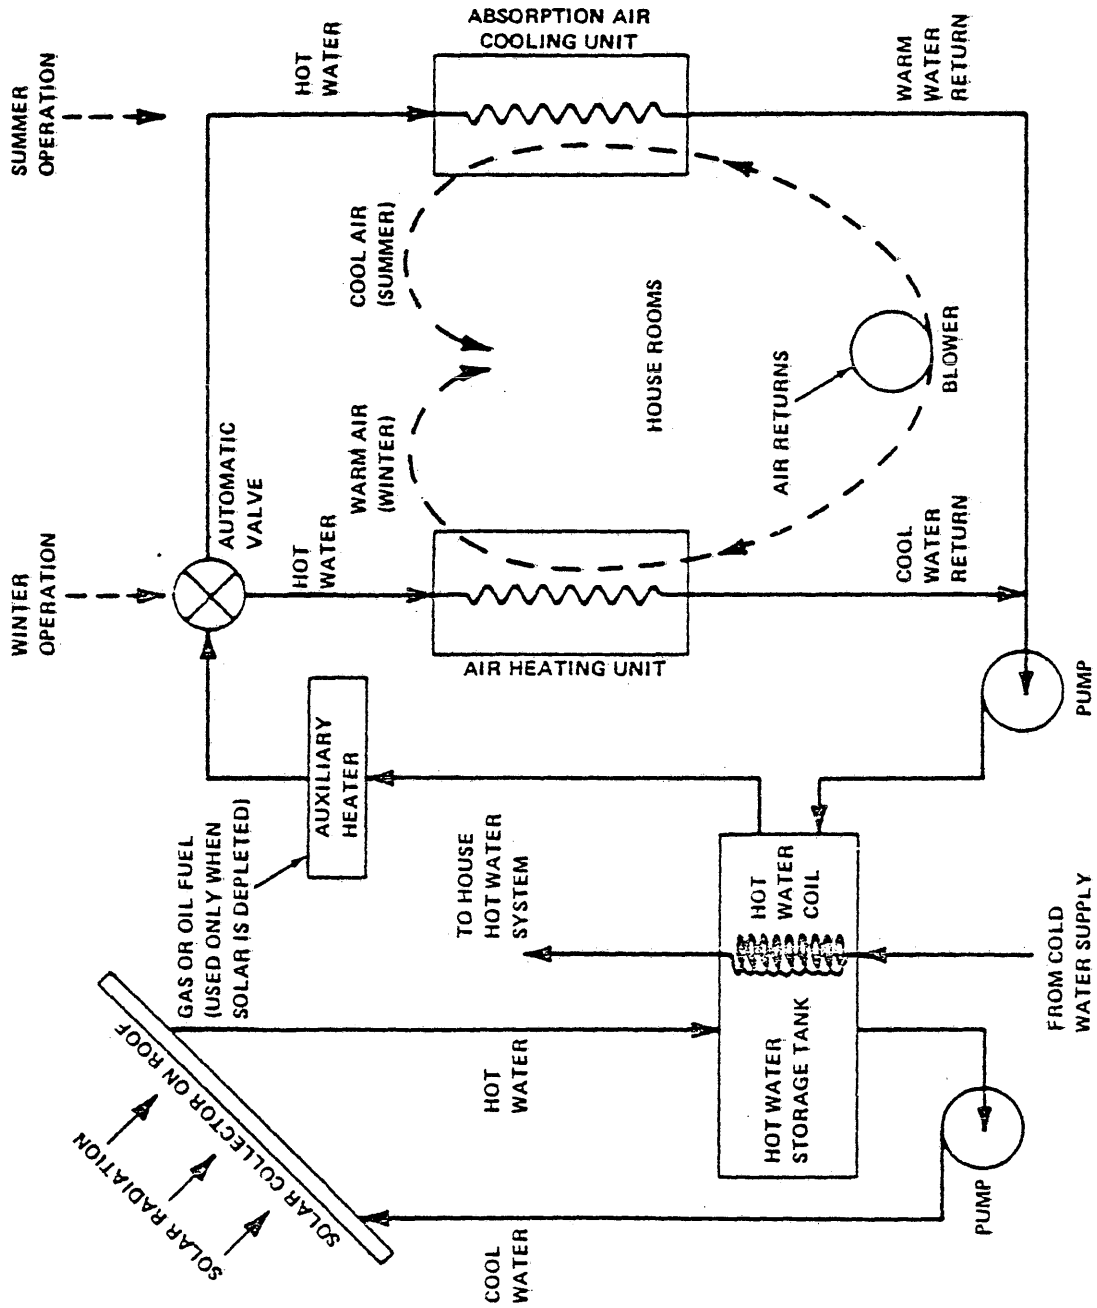 SOLAR RADIATION
SOLAR COLLECTOR ON ROOF
GAS OR OIL FUEL
(USED ONLY WHEN
SOLAR IS DEPLETED)
AUXILIARY
HEATER
WINTER
OPERATION
AUTOMATIC
VALVE
SUMMER
OPERATION
HOT
WATER
HOT
WATER
ABSORPTION AIR
COOLING UNIT
WARM AIR
(WINTER)
COOL AIR
(SUMMER)
AIR HEATING UNIT
HOUSE ROOMS
AIR RETURNS
BLOWER
COOL
WATER
RETURN
WARM
WATER
RETURN
COOL
WATER
HOT
WATER
TO HOUSE
HOT WATER
SYSTEM
HOT WATER
STORAGE TANK
HOT
WATER
COIL
PUMP
FROM COLD
WATER SUPPLY
PUMP